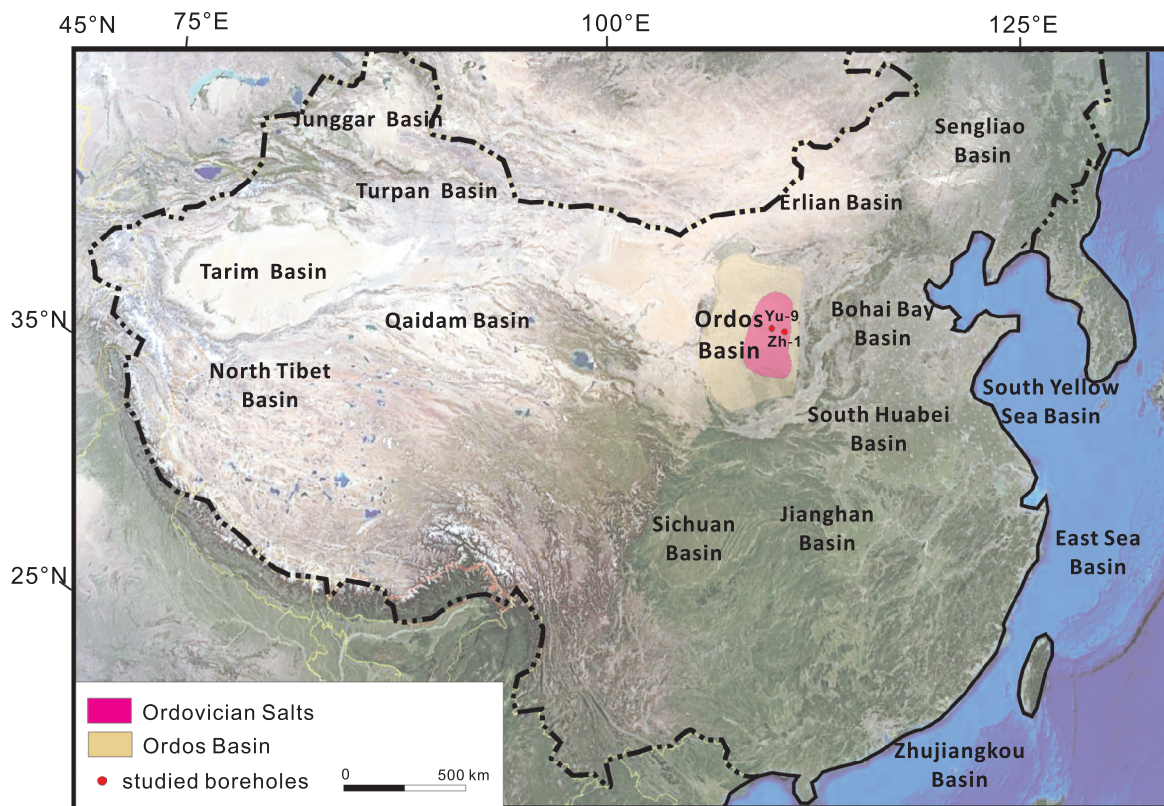 45°N
75°E
100°E
125°E
Junggar Basin
Sengliao
Basin
Turpan Basin
Erlian Basin
Tarim Basin
35°N
Qaidam Basin
Ordos
Basin
Yu-9
Zh-1
Bohai Bay
Basin
North Tibet
Basin
South Yellow
Sea Basin
South Huabei
Basin
Sichuan
Basin
Jianghan
Basin
East Sea
Basin
25°N
Ordovician Salts
Ordos Basin
studied boreholes
0
500 km
Zhujiangkou
Basin